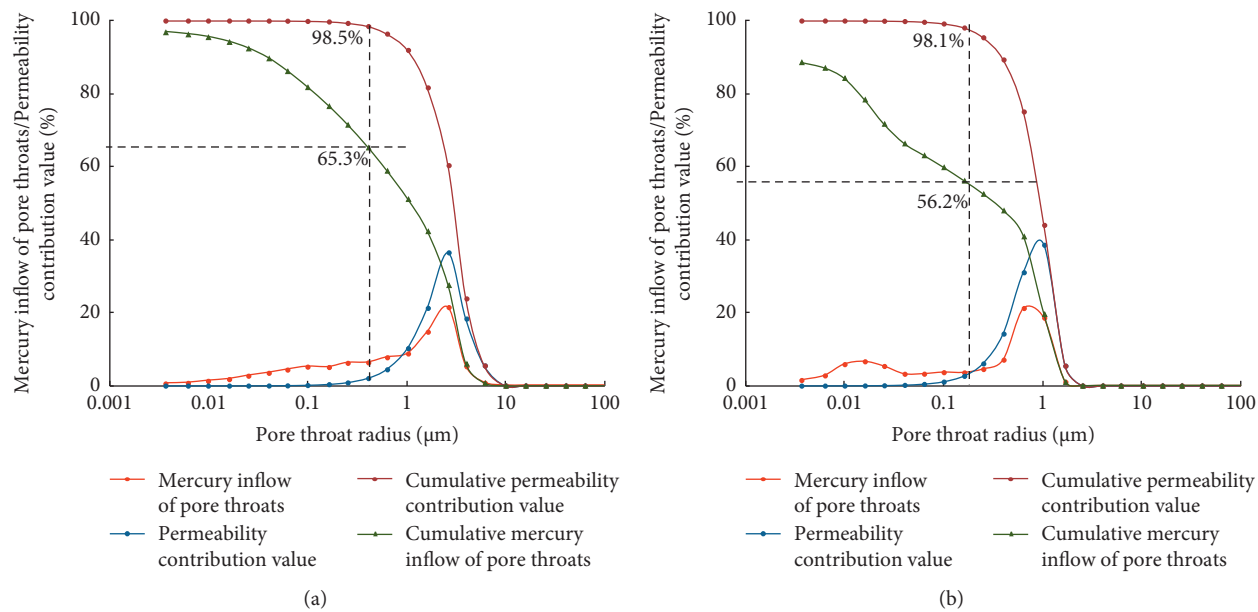 Mercury inflow of pore throats/Permeability
contribution value (%)
100
80
60
40
20
0
98.5%
65.3%
0.001
0.01
0.1
1
10
100
Pore throat radius (μm)
Mercury inflow
of pore throats
Permeability
contribution value
Cumulative permeability
contribution value
Cumulative mercury
inflow of pore throats
(a)
Mercury inflow of pore throats/Permeability
contribution value (%)
100
80
60
40
20
0
98.1%
56.2%
0.001
0.01
0.1
1
10
100
Pore throat radius (μm)
Mercury inflow
of pore throats
Permeability
contribution value
Cumulative permeability
contribution value
Cumulative mercury
inflow of pore throats
(b)